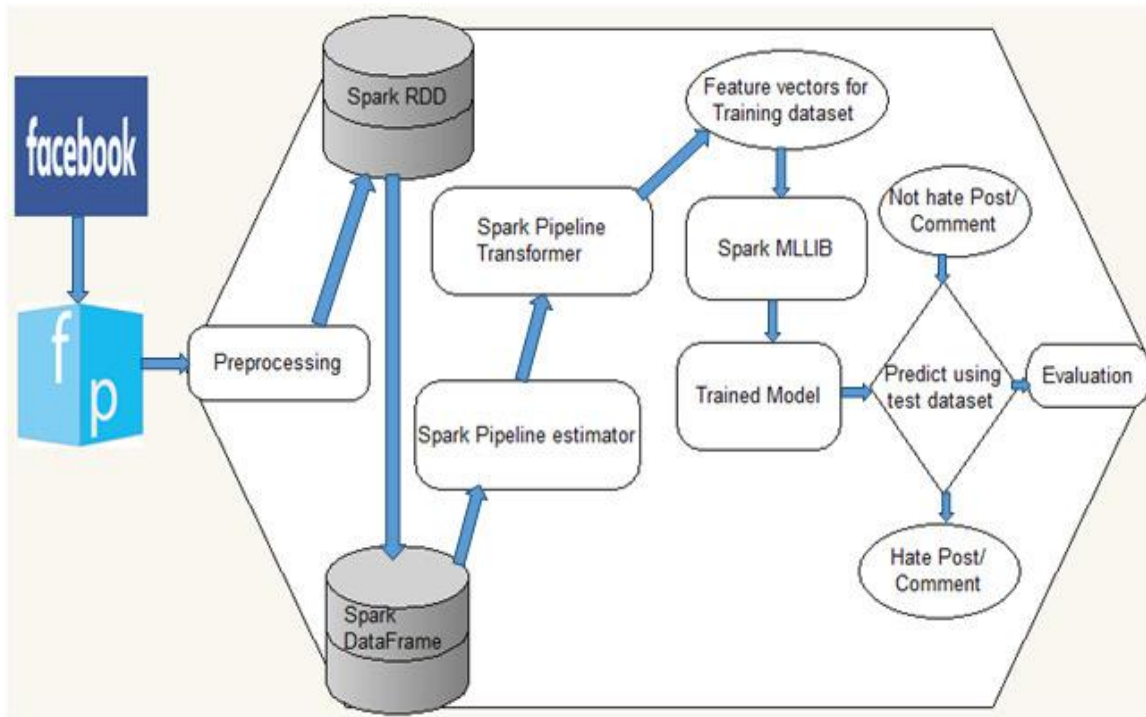 facebook
f
p
Preprocessing
Spark RDD
Spark
DataFrame
Spark Pipeline estimator
Spark Pipeline
Transformer
Feature vectors for
Training dataset
Spark MLLIB
Trained Model
Not hate Post/
Comment
Predict using
test dataset
Hate Post/
Comment
Evaluation